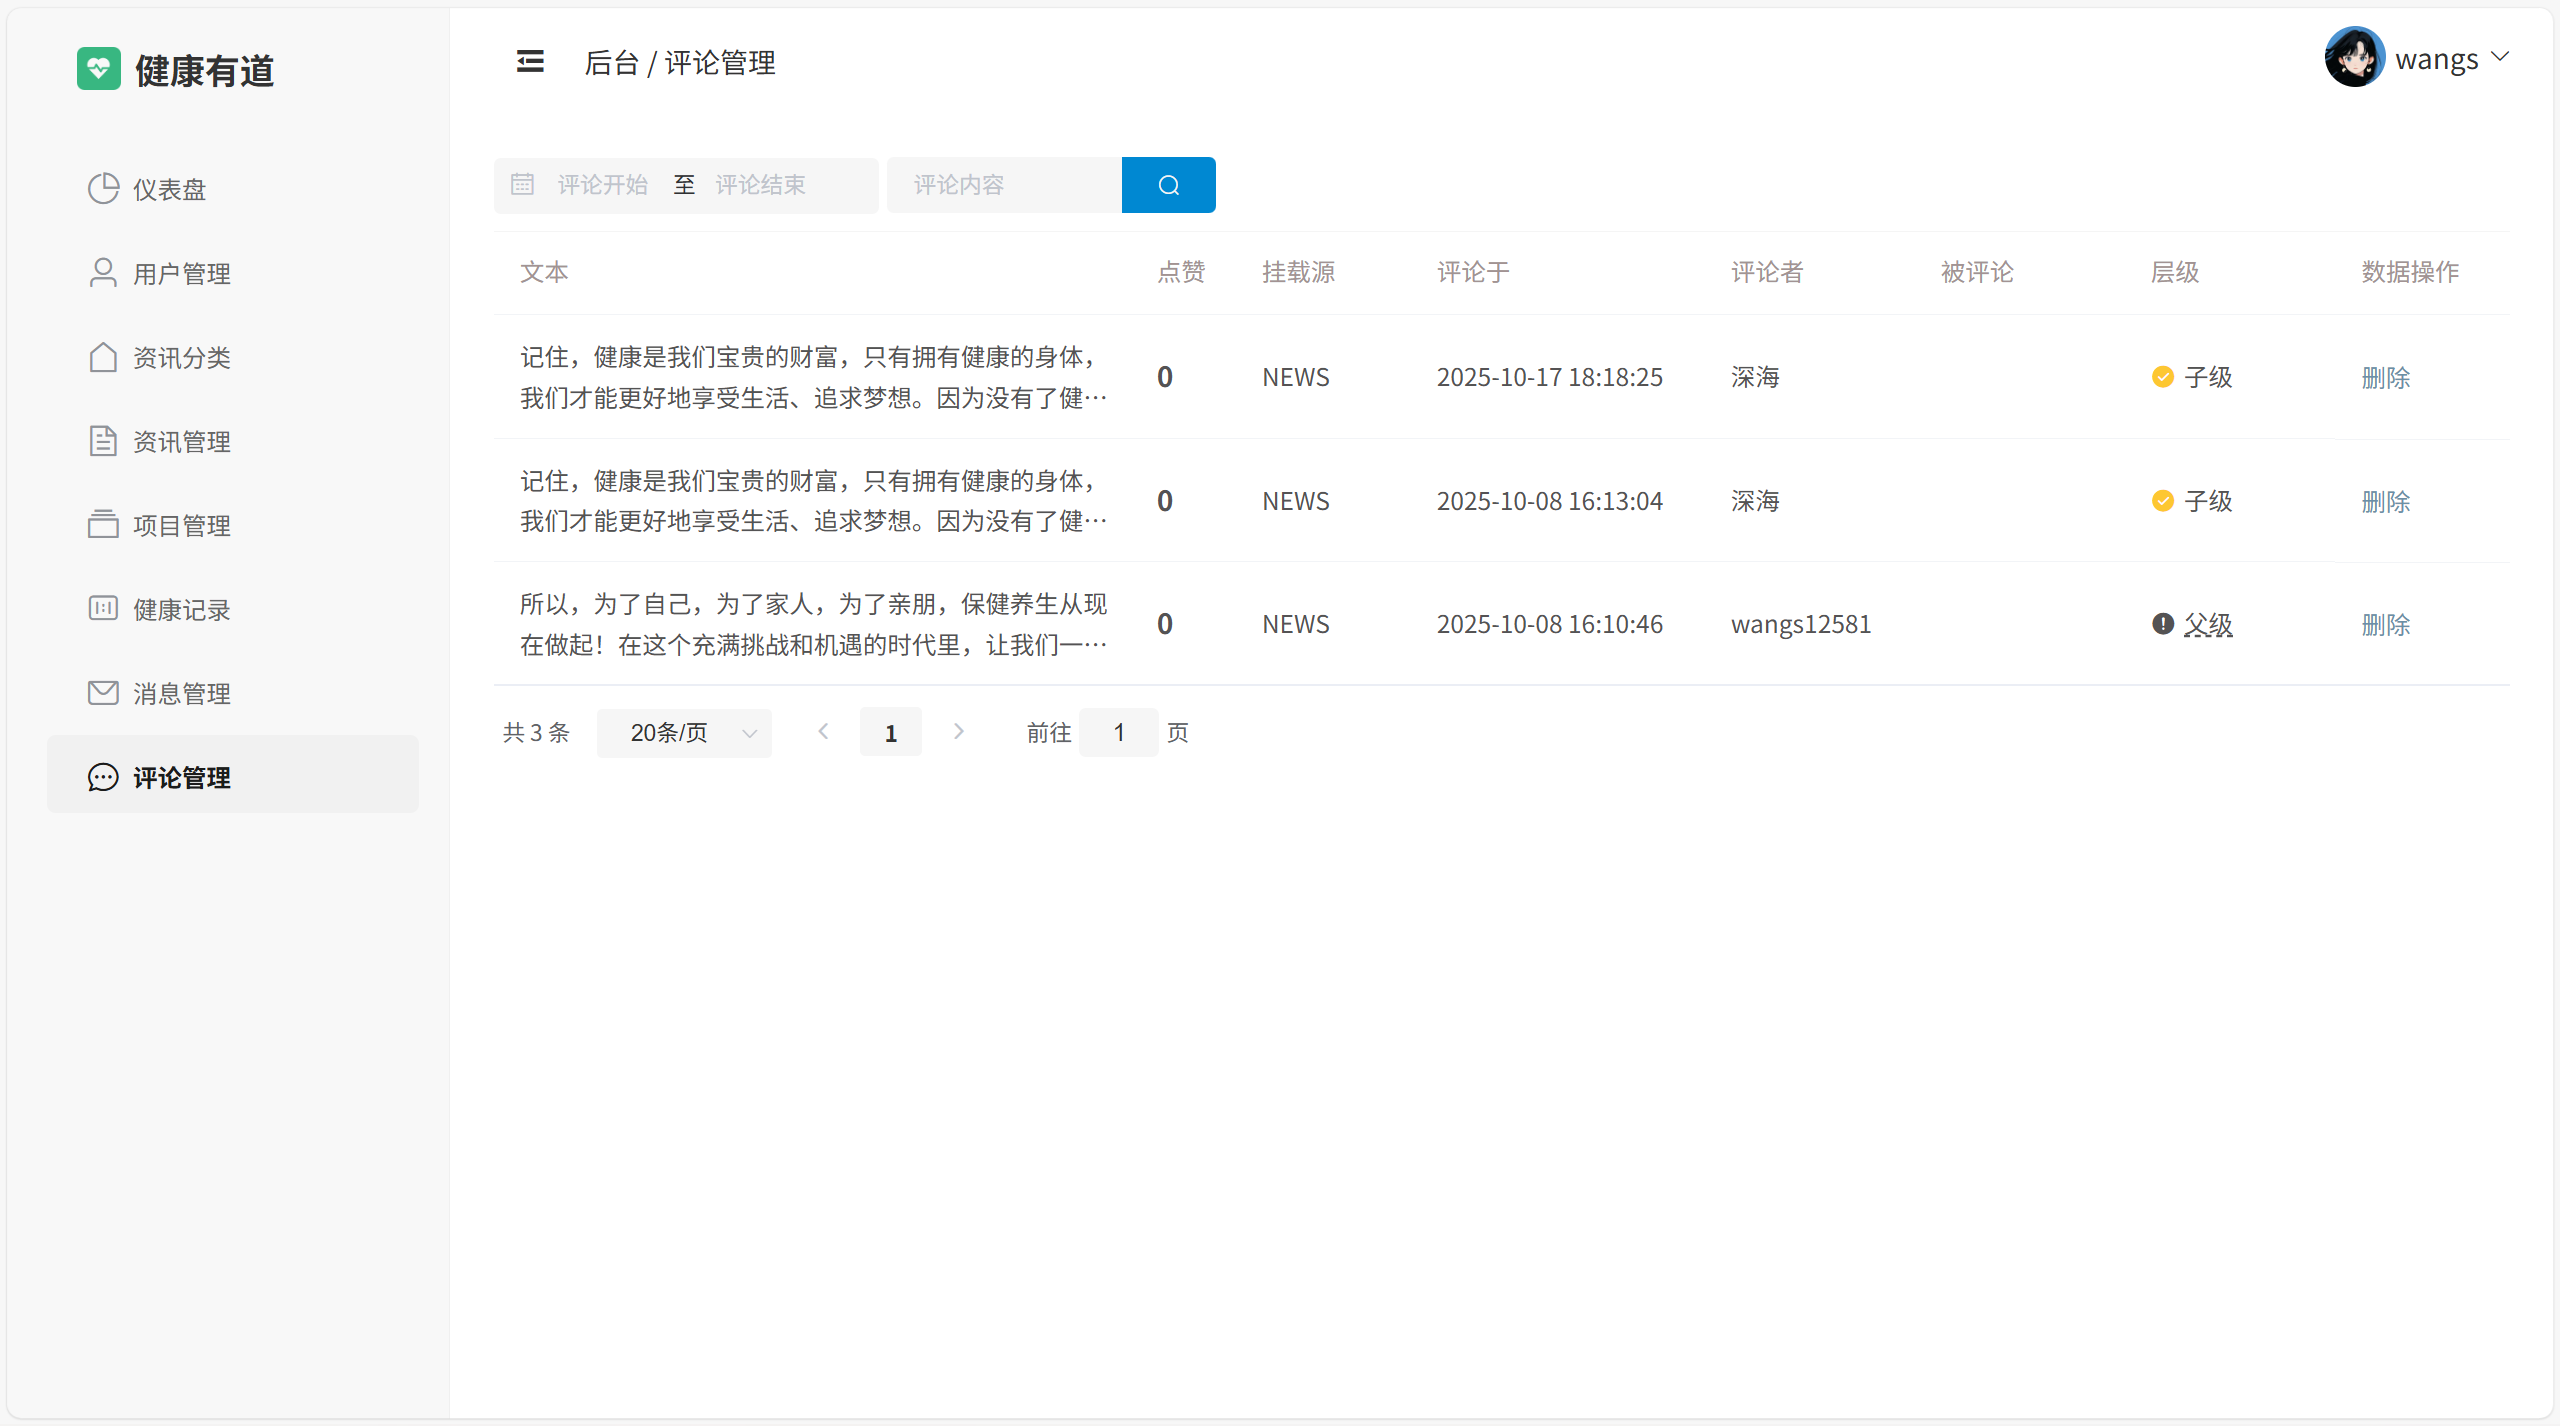 健康有道
仪表盘
用户管理
资讯分类
资讯管理
项目管理
健康记录
消息管理
评论管理
后台 / 评论管理
wangs
评论开始 至 评论结束 评论内容
文本 点赞 挂载源 评论于 评论者 被评论 层级 数据操作
记住，健康是我们宝贵的财富，只有拥有健康的身体，
我们才能更好地享受生活、追求梦想。因为没有了健…
0 NEWS 2025-10-17 18:18:25 深海 子级 删除
记住，健康是我们宝贵的财富，只有拥有健康的身体，
我们才能更好地享受生活、追求梦想。因为没有了健…
0 NEWS 2025-10-08 16:13:04 深海 子级 删除
所以，为了自己，为了家人，为了亲朋，保健养生从现
在做起！在这个充满挑战和机遇的时代里，让我们一…
0 NEWS 2025-10-08 16:10:46 wangs12581 父级 删除
共 3 条 20条/页 1 前往 1 页